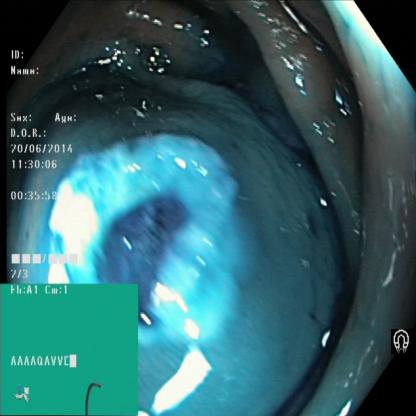 ID:
Name:
Sex: Age:
D.O.R.:
20/06/2014
11:30:06
00:35:58
2/3
Eh:A1 Cm:1
AAAAQAVVC